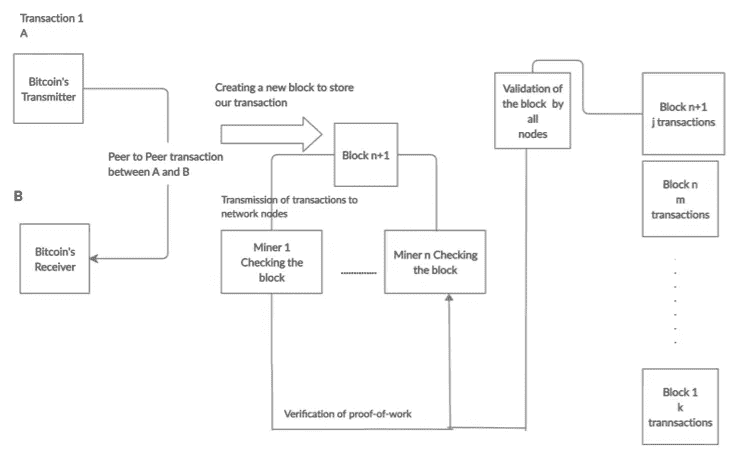 Transaction 1
A
Bitcoin's
Transmitter
Peer to Peer transaction
between A and B
B
Bitcoin's
Receiver
Creating a new block to store
our transaction
Block n+1
Transmission of transactions to
network nodes
Miner 1
Checking the
block
Miner n Checking
the block
Verification of proof-of-work
Validation of
the block by
all
nodes
Block n+1
j transactions
Block n
m
transactions
Block 1
k
trannsactions